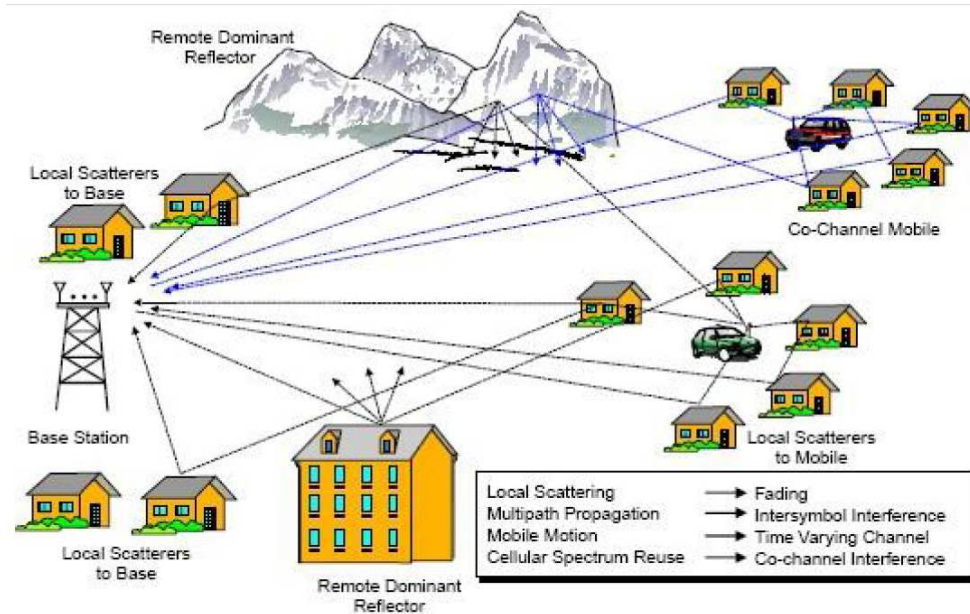 Remote Dominant
Reflector
Local Scatterers
to Base
Co-Channel Mobile
Base Station
Local Scatterers
to Mobile
Local Scatterers
to Base
Remote Dominant
Reflector
Local Scattering → Fading
Multipath Propagation → Intersymbol Interference
Mobile Motion → Time Varying Channel
Cellular Spectrum Reuse → Co-channel Interference